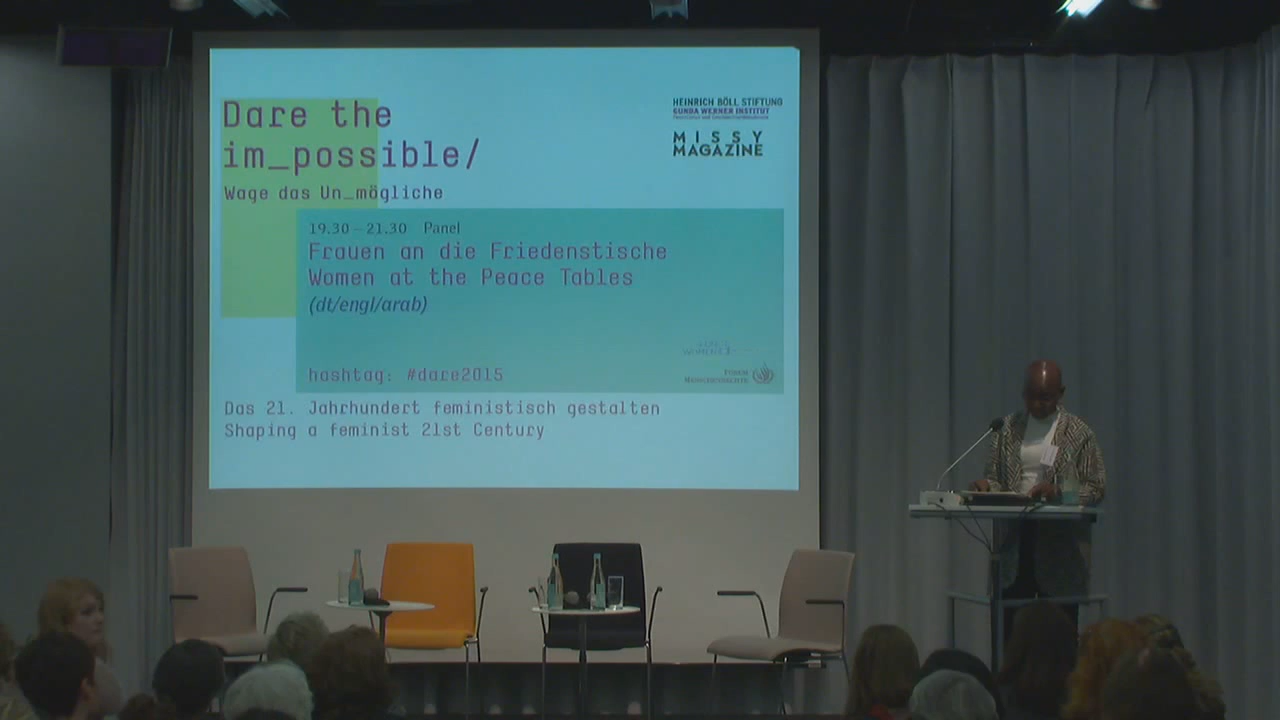 Dare the
im_possible/
Wage das Un_mögliche
HEINRICH BÖLL STIFTUNG
GUNDA WERNER INSTITUT
MISSY
MAGAZINE
19.30 – 21.30 Panel
Frauen an die Friedenstische
Women at the Peace Tables
(dt/engl/arab)
hashtag: #dare2015
FORUM
MENSCHENRECHTE
Das 21. Jahrhundert feministisch gestalten
Shaping a feminist 21st Century